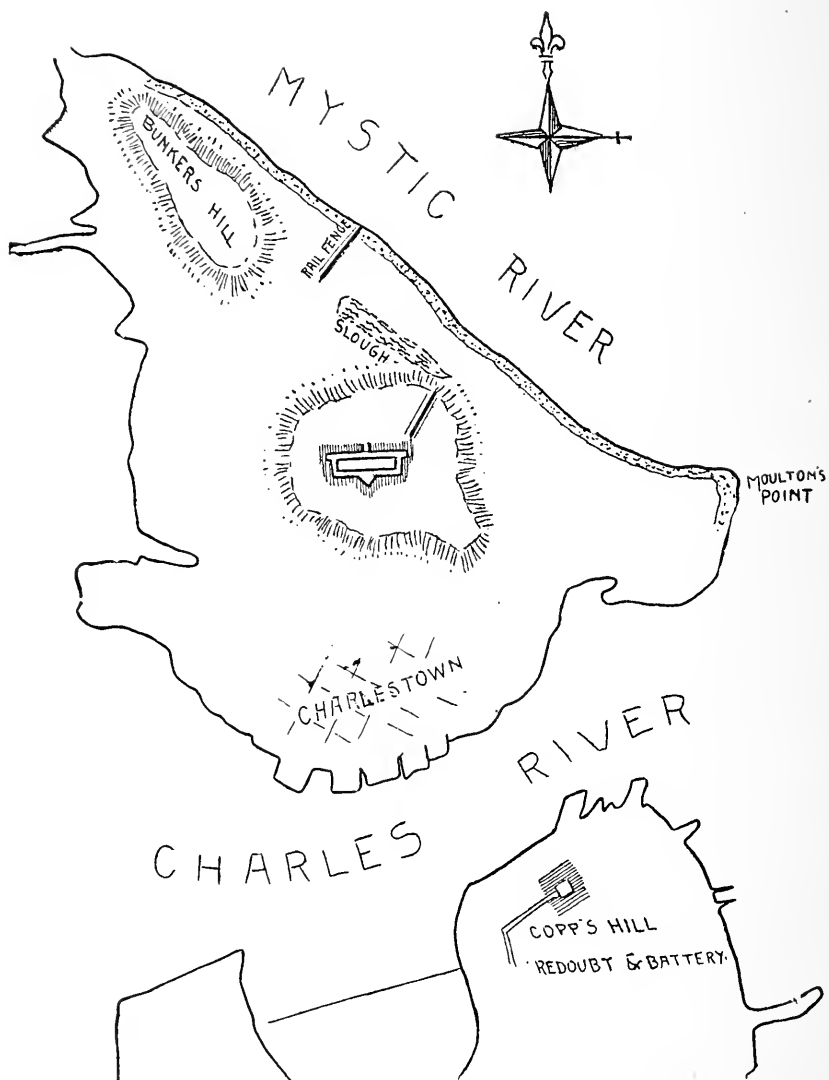 MYSTIC RIVER
BUNKERS HILL
RAIL FENCE
SLOUGH
MOULTON'S
POINT
CHARLESTOWN
CHARLES RIVER
COPP'S HILL
REDOUBT & BATTERY.